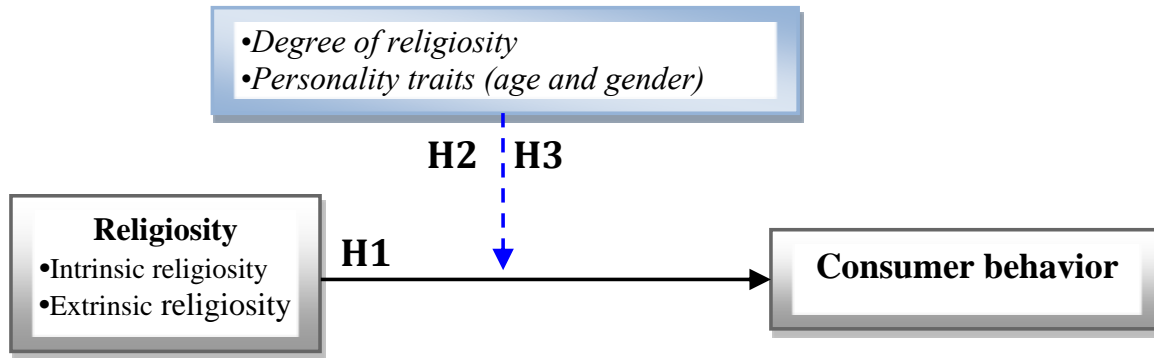 •Degree of religiosity
•Personality traits (age and gender)
H2 H3
Religiosity
•Intrinsic religiosity
•Extrinsic religiosity
H1
Consumer behavior